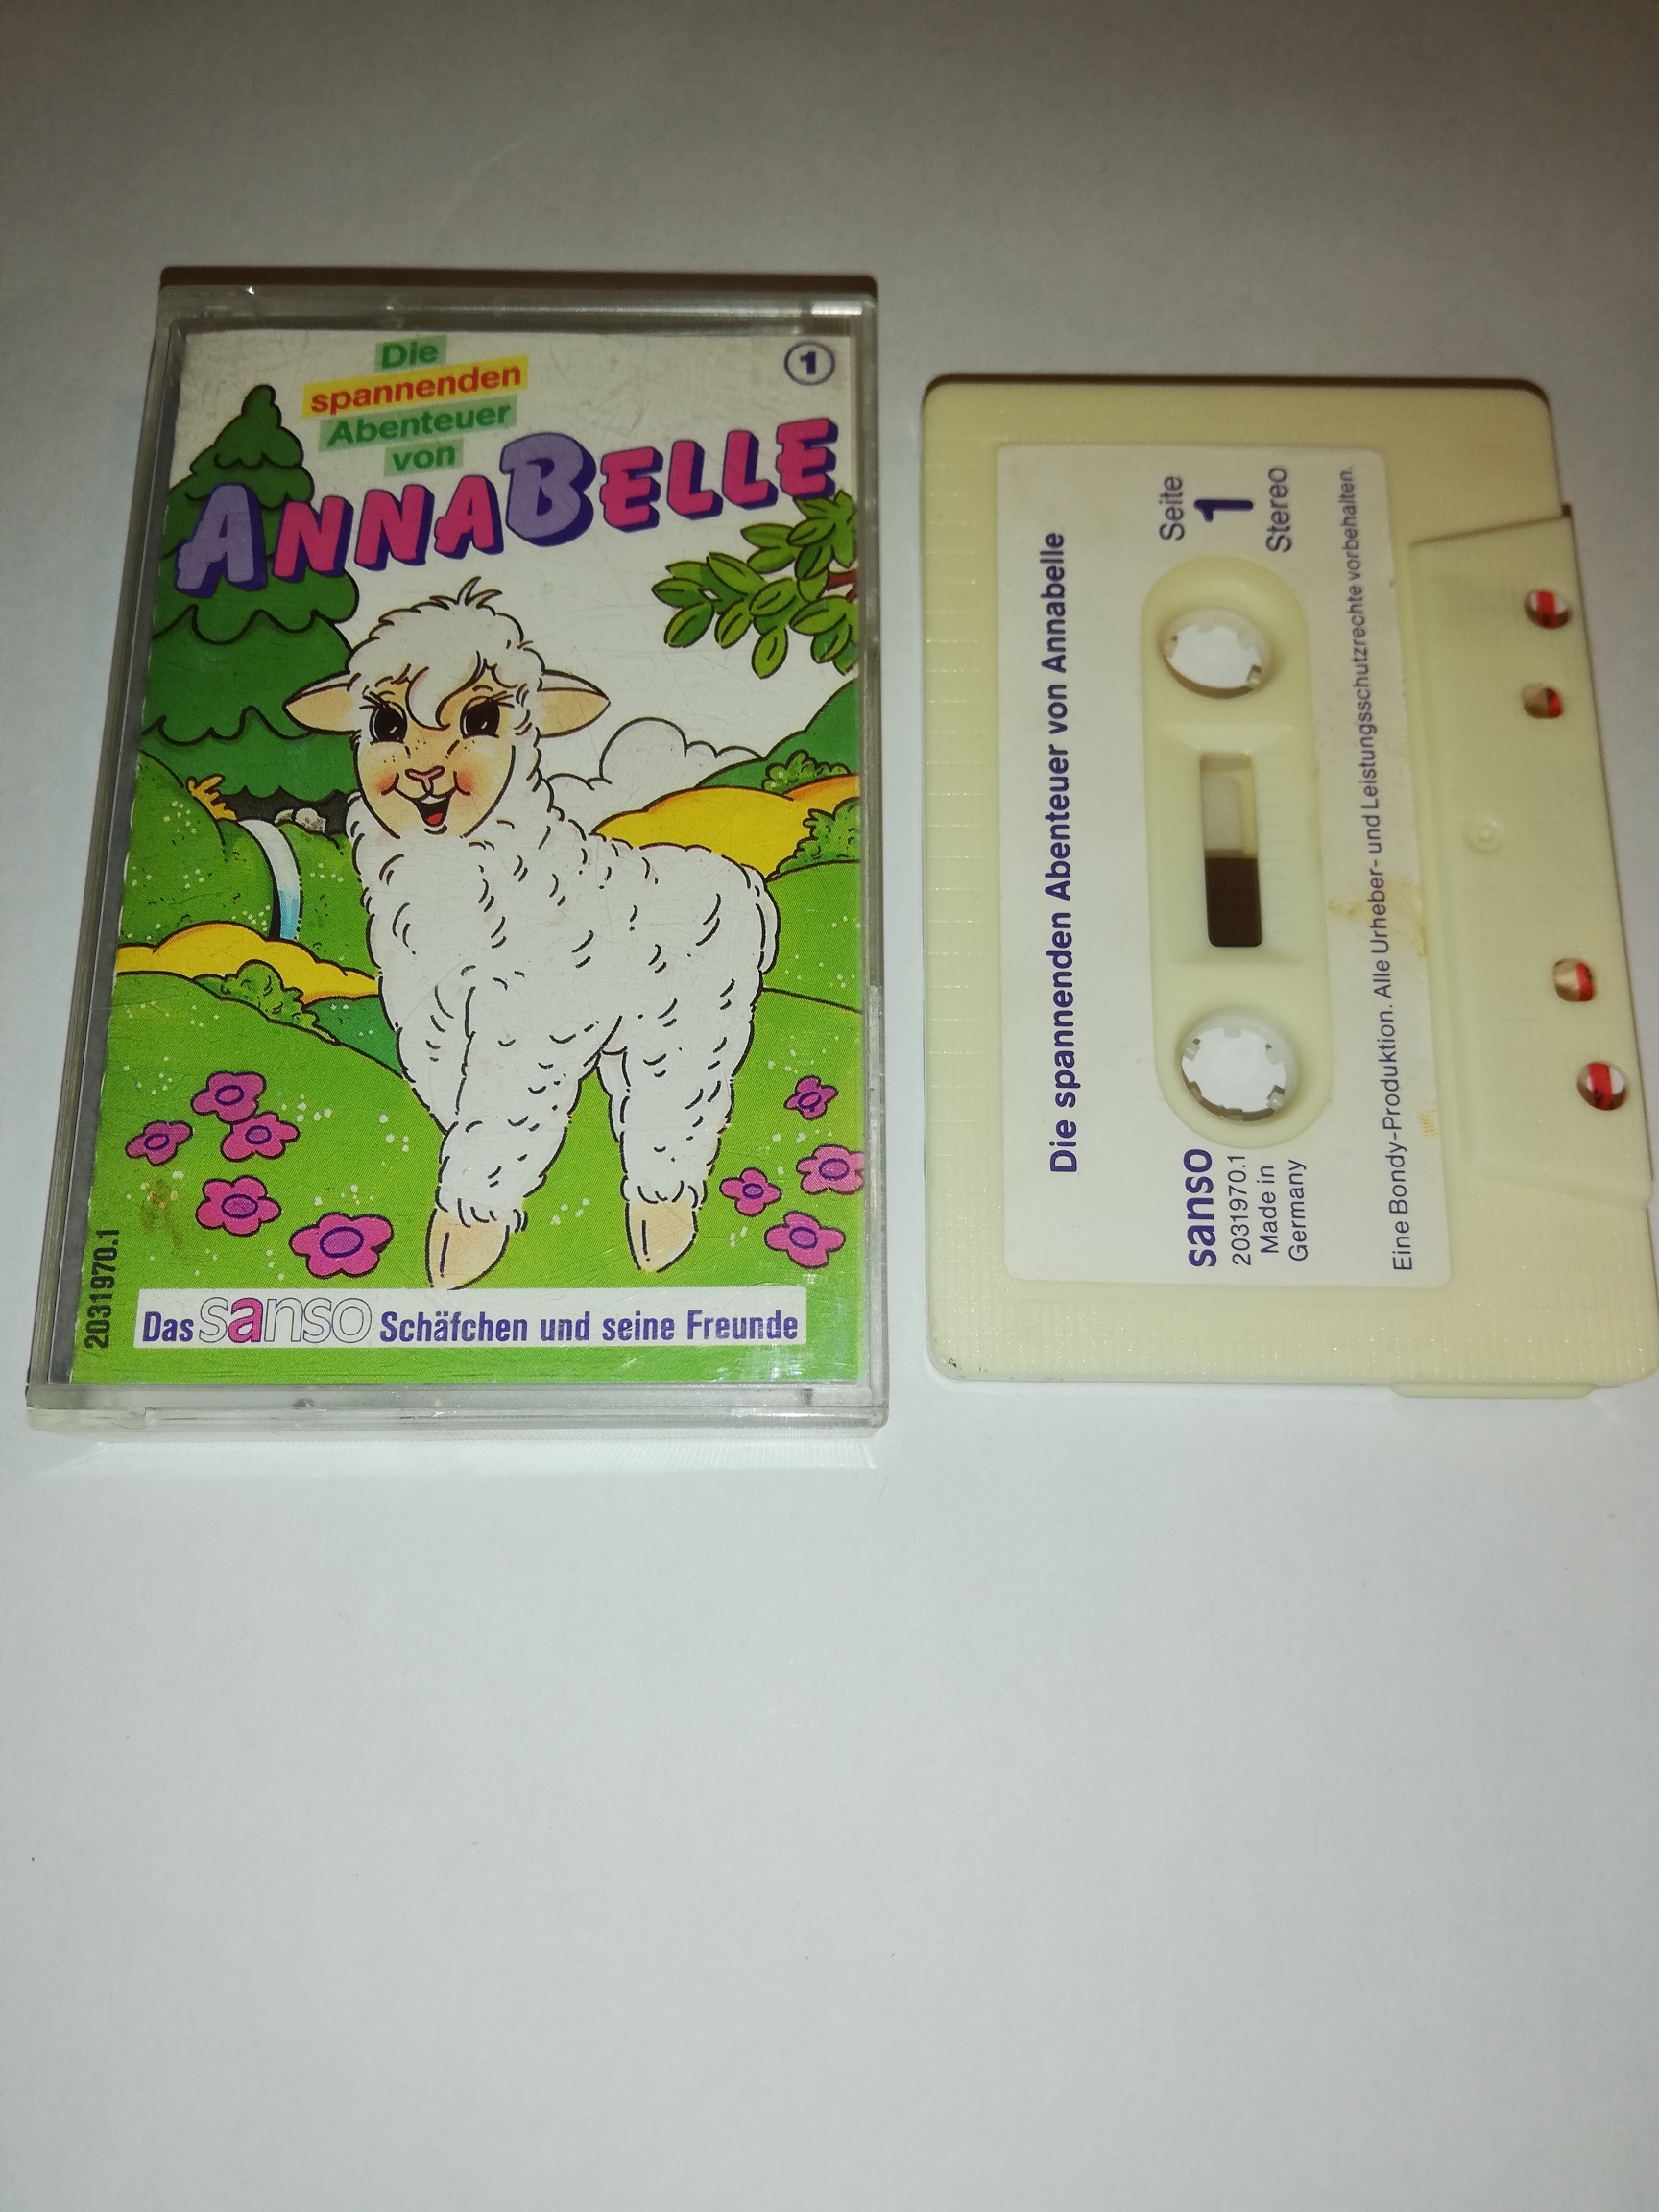 Die
spannenden
Abenteuer
von
ANNABELLE
1
2031970.1
Das sanso Schäfchen und seine Freunde
Die spannenden Abenteuer von Annabelle
Seite
1
Stereo
sanso
2031970.1
Made in
Germany
Eine Bondy-Produktion. Alle Urheber- und Leistungsschutzrechte vorbehalten.